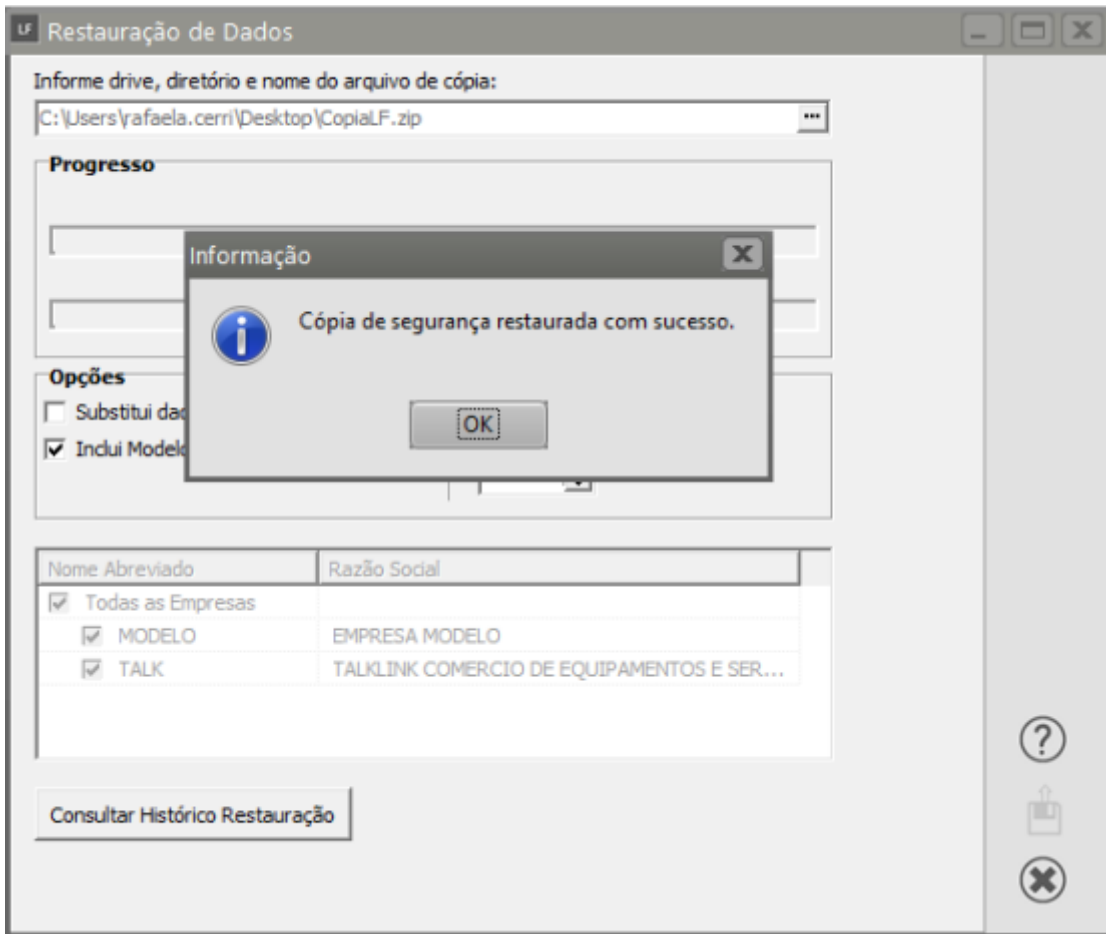 LF Restauração de Dados
Informe drive, diretório e nome do arquivo de cópia:
C:\Users\rafaela.cerri\Desktop\CopiaLF.zip
Progresso
Informação
Cópia de segurança restaurada com sucesso.
OK
Opções
Substitui
Inclui
Nome Abreviado Razão Social
Todas as Empresas
MODELO EMPRESA MODELO
TALK TALKLINK COMERCIO DE EQUIPAMENTOS E SER...
Consultar Histórico Restauração